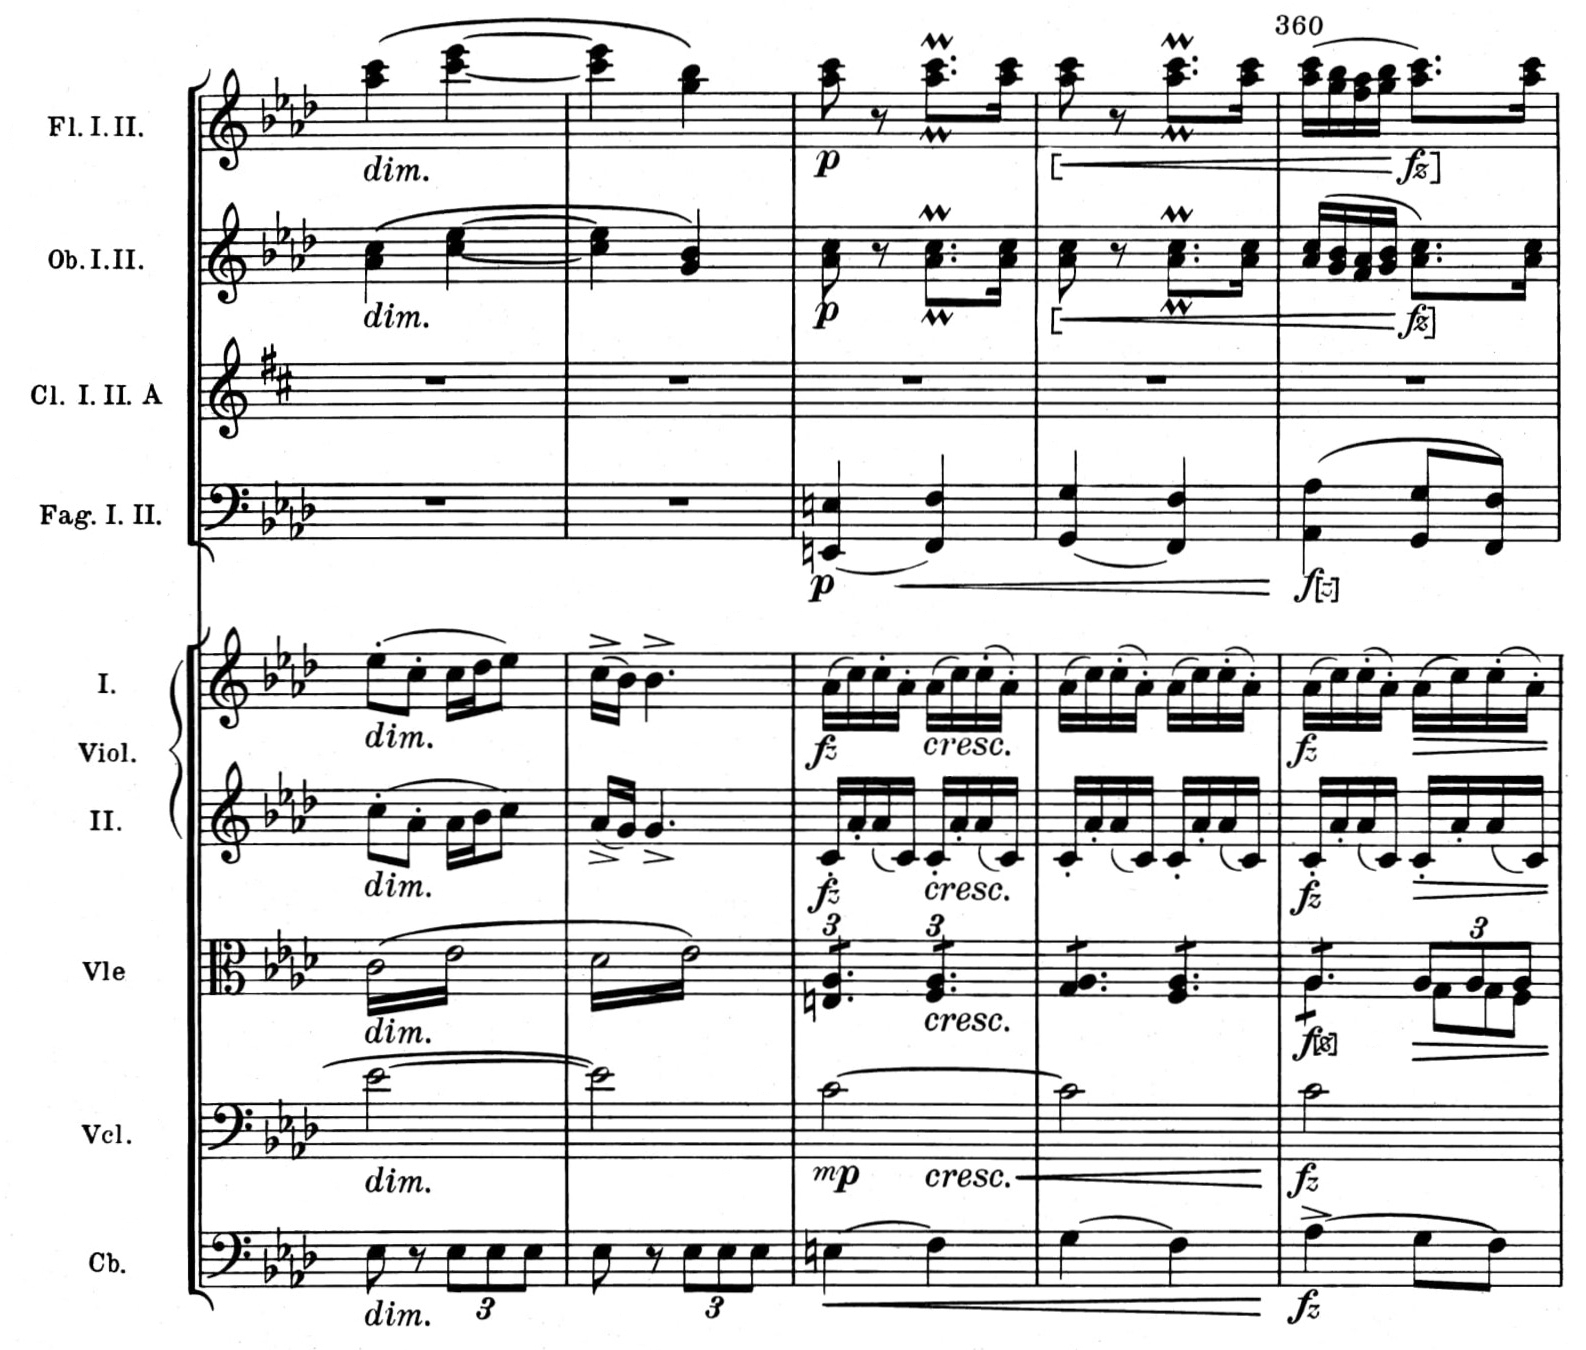 360
Fl. I. II.
dim. p [ fz]
Ob. I. II.
dim. p [ fz]
Cl. I. II. A
Fag. I. II.
p f[z]
I.
dim. fz cresc. fz
Viol.
II.
dim. fz cresc. fz
3 3 3
Vle
dim. cresc. f[z]
Vcl.
dim. mp cresc. fz
Cb.
3 3
dim. fz